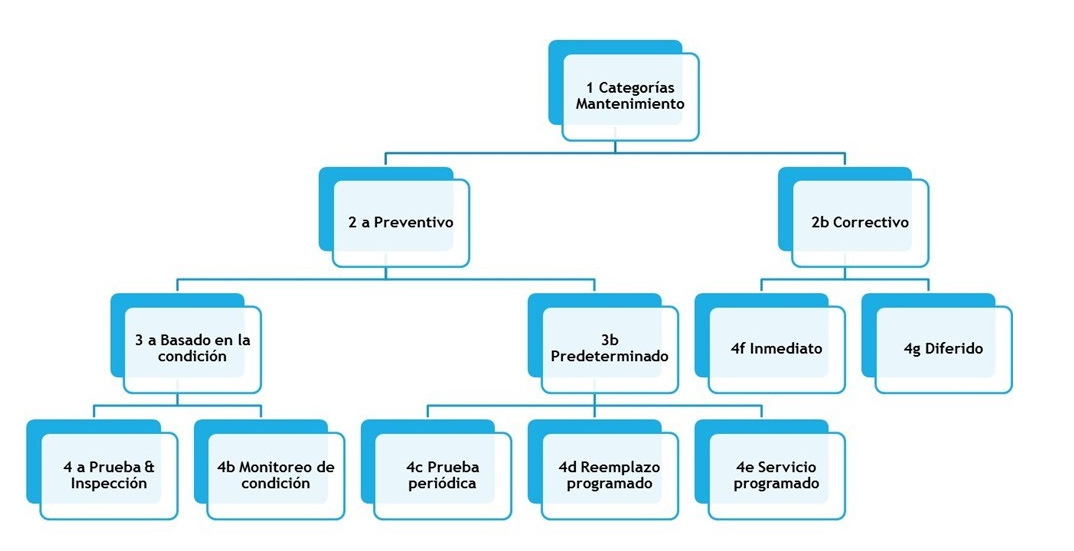 1 Categorías
Mantenimiento
2 a Preventivo
2b Correctivo
3 a Basado en la
condición
3b
Predeterminado
4f Inmediato
4g Diferido
4 a Prueba &
Inspección
4b Monitoreo de
condición
4c Prueba
periódica
4d Reemplazo
programado
4e Servicio
programado